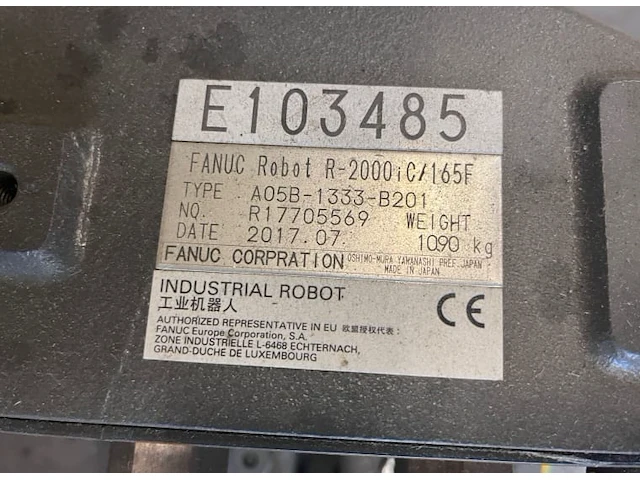 E103485
FANUC Robot R-2000iC/165F
TYPE A05B-1333-B201
NO. R17705569 WEIGHT
DATE 2017.07. 1090 kg
FANUC CORPRATION OSHIMO-MURA YAMANASHI PREF. JAPAN
MADE IN JAPAN
INDUSTRIAL ROBOT
工业机器人
AUTHORIZED REPRESENTATIVE IN EU 欧盟授权代表:
FANUC Europe Corporation, S.A.
ZONE INDUSTRIELLE L-6468 ECHTERNACH,
GRAND-DUCHE DE LUXEMBOURG
CE